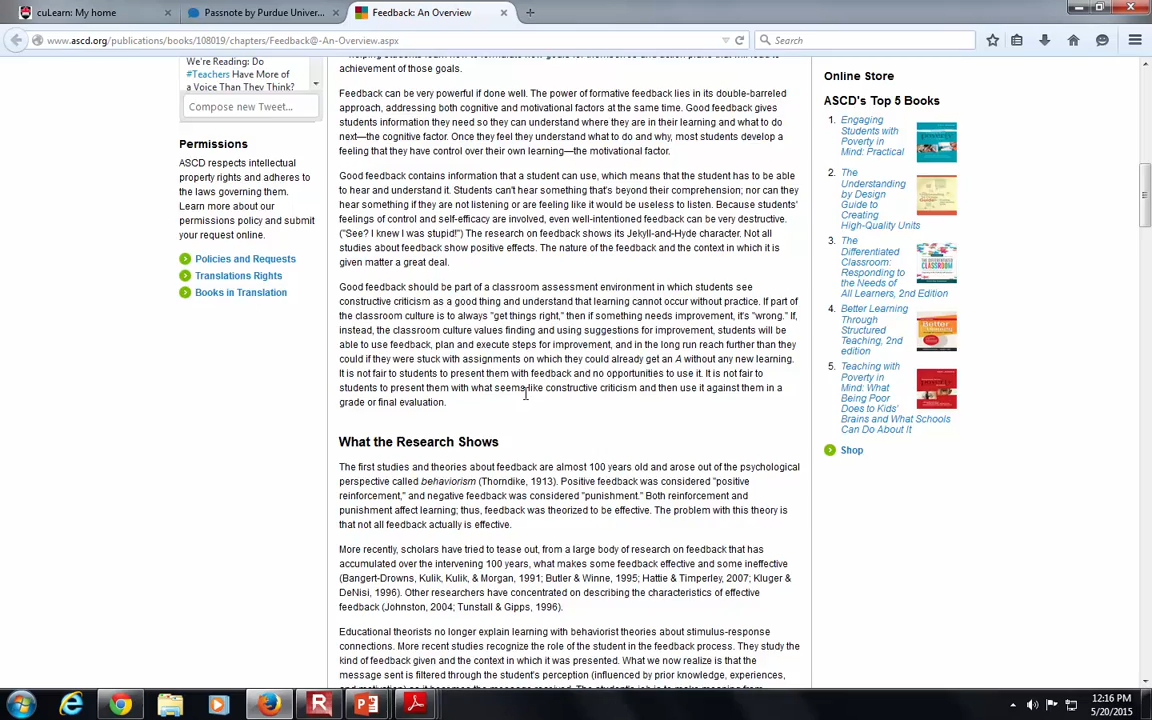 cuLearn: My home
Passnote by Purdue Univer...
Feedback: An Overview
www.ascd.org/publications/books/108019/chapters/Feedback@-An-Overview.aspx
Search
We're Reading: Do
#Teachers Have More of
a Voice Than They Think?
Compose new Tweet...
Permissions
ASCD respects intellectual
property rights and adheres to
the laws governing them.
Learn more about our
permissions policy and submit
your request online.
Policies and Requests
Translations Rights
Books in Translation
achievement of those goals.
Feedback can be very powerful if done well. The power of formative feedback lies in its double-barreled
approach, addressing both cognitive and motivational factors at the same time. Good feedback gives
students information they need so they can understand where they are in their learning and what to do
next—the cognitive factor. Once they feel they understand what to do and why, most students develop a
feeling that they have control over their own learning—the motivational factor.
Good feedback contains information that a student can use, which means that the student has to be able
to hear and understand it. Students can't hear something that's beyond their comprehension; nor can they
hear something if they are not listening or are feeling like it would be useless to listen. Because students'
feelings of control and self-efficacy are involved, even well-intentioned feedback can be very destructive.
("See? I knew I was stupid!") The research on feedback shows its Jekyll-and-Hyde character. Not all
studies about feedback show positive effects. The nature of the feedback and the context in which it is
given matter a great deal.
Good feedback should be part of a classroom assessment environment in which students see
constructive criticism as a good thing and understand that learning cannot occur without practice. If part of
the classroom culture is to always "get things right," then if something needs improvement, it's "wrong." If,
instead, the classroom culture values finding and using suggestions for improvement, students will be
able to use feedback, plan and execute steps for improvement, and in the long run reach further than they
could if they were stuck with assignments on which they could already get an A without any new learning.
It is not fair to students to present them with feedback and no opportunities to use it. It is not fair to
students to present them with what seems like constructive criticism and then use it against them in a
grade or final evaluation.
What the Research Shows
The first studies and theories about feedback are almost 100 years old and arose out of the psychological
perspective called behaviorism (Thorndike, 1913). Positive feedback was considered "positive
reinforcement," and negative feedback was considered "punishment." Both reinforcement and
punishment affect learning; thus, feedback was theorized to be effective. The problem with this theory is
that not all feedback actually is effective.
More recently, scholars have tried to tease out, from a large body of research on feedback that has
accumulated over the intervening 100 years, what makes some feedback effective and some ineffective
(Bangert-Drowns, Kulik, Kulik, & Morgan, 1991; Butler & Winne, 1995; Hattie & Timperley, 2007; Kluger &
DeNisi, 1996). Other researchers have concentrated on describing the characteristics of effective
feedback (Johnston, 2004; Tunstall & Gipps, 1996).
Educational theorists no longer explain learning with behaviorist theories about stimulus-response
connections. More recent studies recognize the role of the student in the feedback process. They study the
kind of feedback given and the context in which it was presented. What we now realize is that the
message sent is filtered through the student's perception (influenced by prior knowledge, experiences,
Online Store
ASCD's Top 5 Books
1. Engaging
Students with
Poverty in
Mind: Practical
2. The
Understanding
by Design
Guide to
Creating
High-Quality Units
3. The
Differentiated
Classroom:
Responding to
the Needs of
All Learners, 2nd Edition
4. Better Learning
Through
Structured
Teaching, 2nd
edition
5. Teaching with
Poverty in
Mind: What
Being Poor
Does to Kids'
Brains and What Schools
Can Do About It
Shop
12:16 PM
5/20/2015